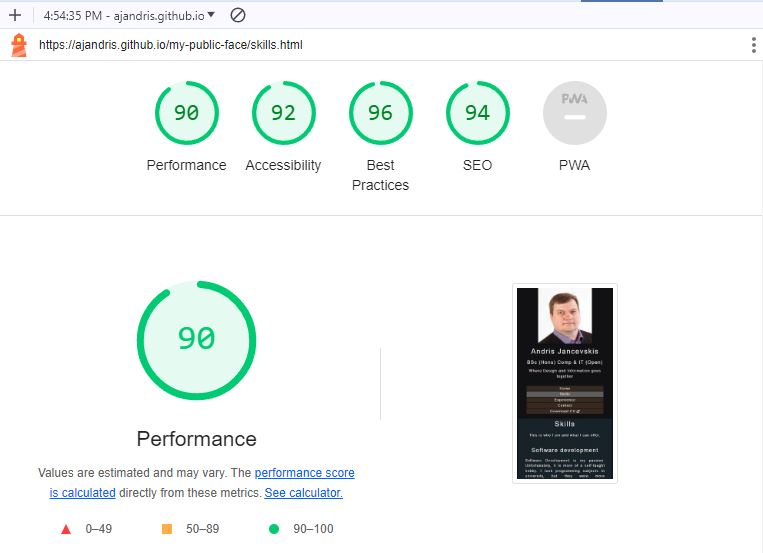 4:54:35 PM - ajandris.github.io
https://ajandris.github.io/my-public-face/skills.html
90 92 96 94 PWA
Performance Accessibility Best Practices SEO PWA
90
Performance
Values are estimated and may vary. The performance score
is calculated directly from these metrics. See calculator.
0–49 50–89 90–100
Andris Jancevskis
BSc (Hons) Comp & IT (Open)
Where Design and Information goes
together
Home
Skills
Experience
Contact
Download CV
Skills
This is who I am and what I can offer.
Software development
Software Development is my passion.
Unfortunately, it is more of a self-taught
hobby. I took programming subjects in
university, but they were more